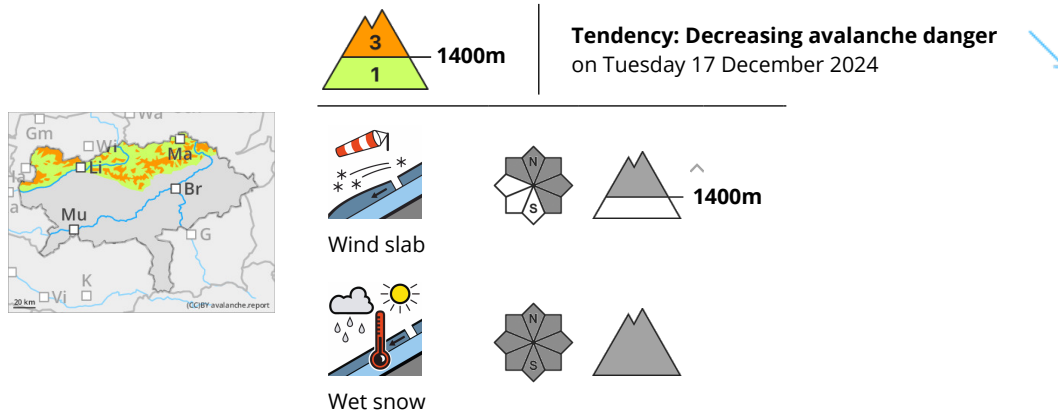 3
1
1400m
Tendency: Decreasing avalanche danger
on Tuesday 17 December 2024
Gm
Wa
Wi
Ma
Li
Br
Mu
G
K
Vi
20 km
(CC)BY avalanche.report
N
S
1400m
Wind slab
N
S
Wet snow